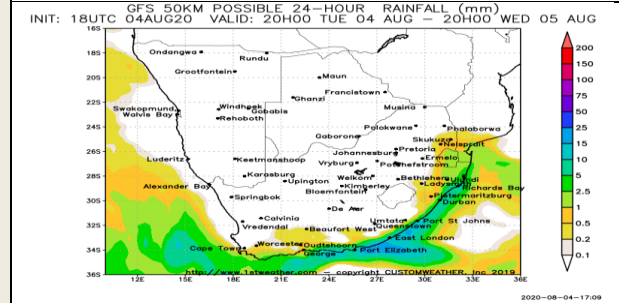 GFS 50KM POSSIBLE 24-HOUR RAINFALL (mm)
INIT: 18UTC 04AUG20 VALID: 20H00 TUE 04 AUG – 20H00 WED 05 AUG
16S
18S
20S
22S
24S
26S
28S
30S
32S
34S
36S
Ondangwa
Rundu
Grootfontein
Maun
Francistown
Ghanzi
Musina
Swakopmund
Walvis Bay
Windhoek
Gobabis
Rehoboth
Polokwane
Phalaborwa
Gaborone
Skukuza
Pretoria
Nelspruit
Johannesburg
Ermelo
Luderitz
Keetmanshoop
Vryburg
Potchefstroom
Karasburg
Upington
Welkom
Bethlehem
Ulundi
Alexander Bay
Kimberley
Ladysmith
Richards Bay
Bloemfontein
Springbok
Pietermaritzburg
Durban
De Aar
Calvinia
Umtata
Port St Johns
Vredendal
Beaufort West
Queenstown
East London
Cape Town
Worcester
Oudtshoorn
George
Port Elizabeth
http://www.1stweather.com – copyright CUSTOMWEATHER, Inc 2019
12E
15E
18E
21E
24E
27E
30E
33E
36E
200
150
100
75
50
25
15
10
5
2.5
1
0.5
0.2
0.1
2020-08-04-17:09